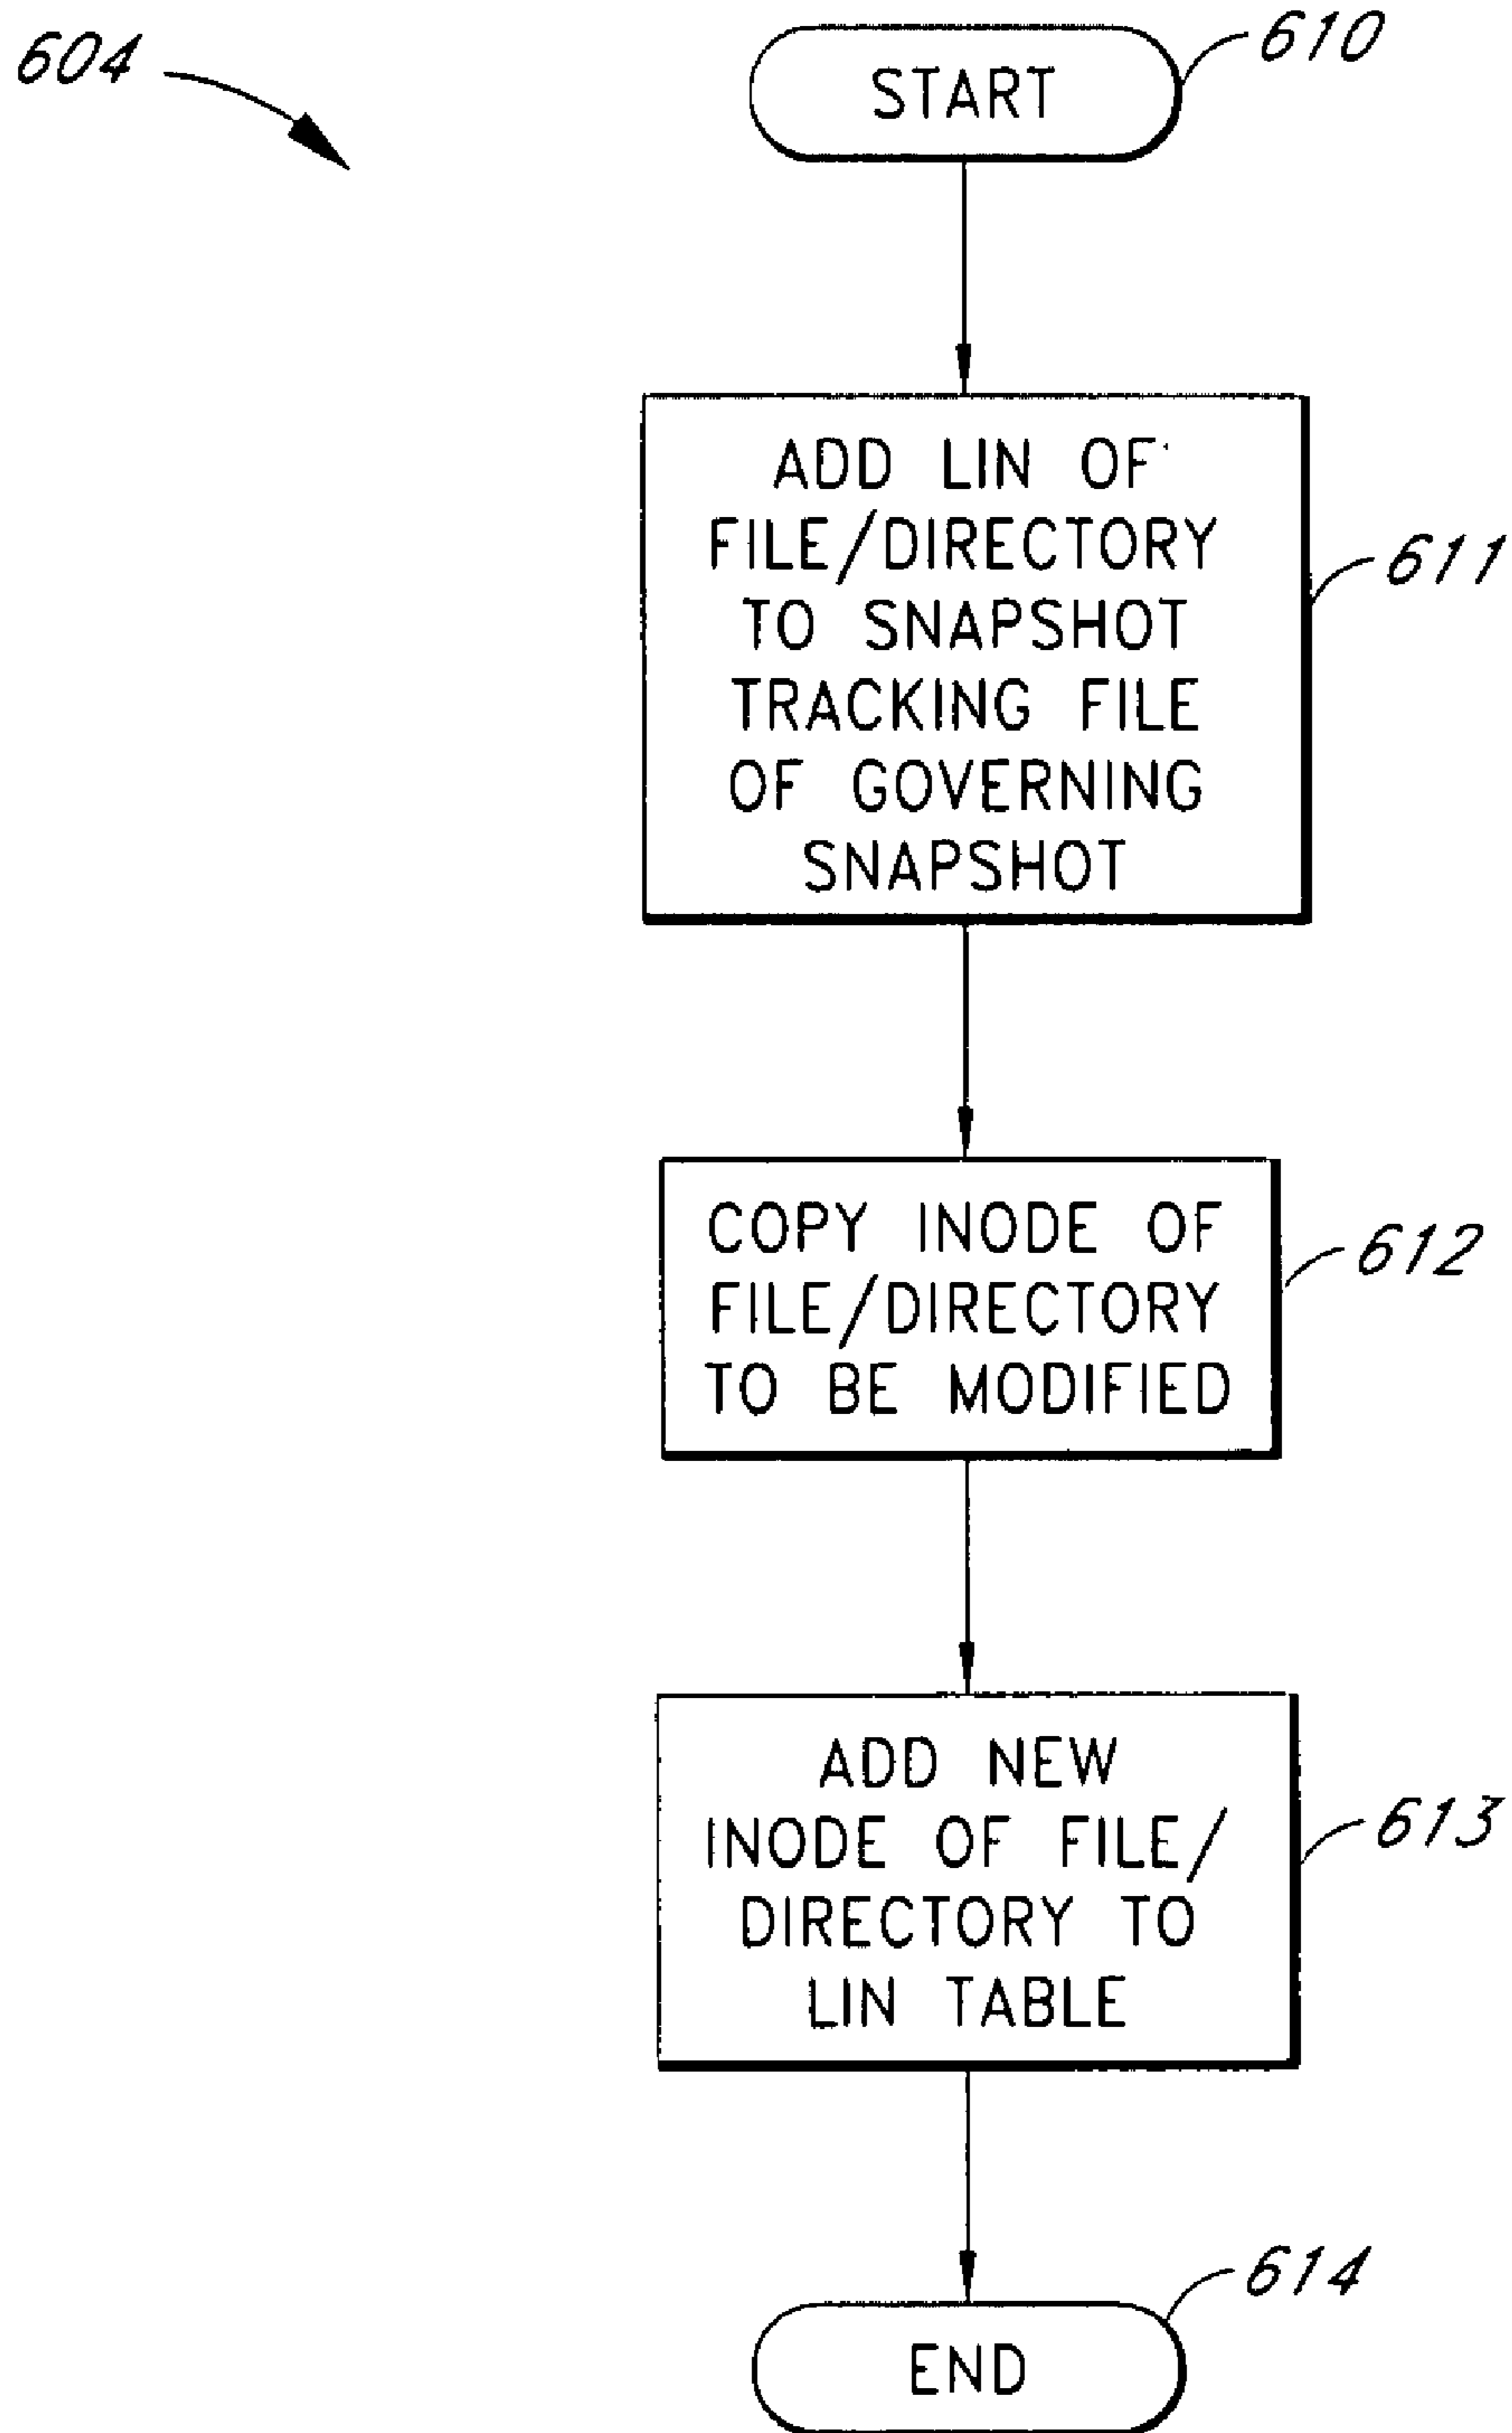 604
START
610
ADD LIN OF
FILE/DIRECTORY
TO SNAPSHOT
TRACKING FILE
OF GOVERNING
SNAPSHOT
611
COPY INODE OF
FILE/DIRECTORY
TO BE MODIFIED
612
ADD NEW
INODE OF FILE/
DIRECTORY TO
LIN TABLE
613
614
END